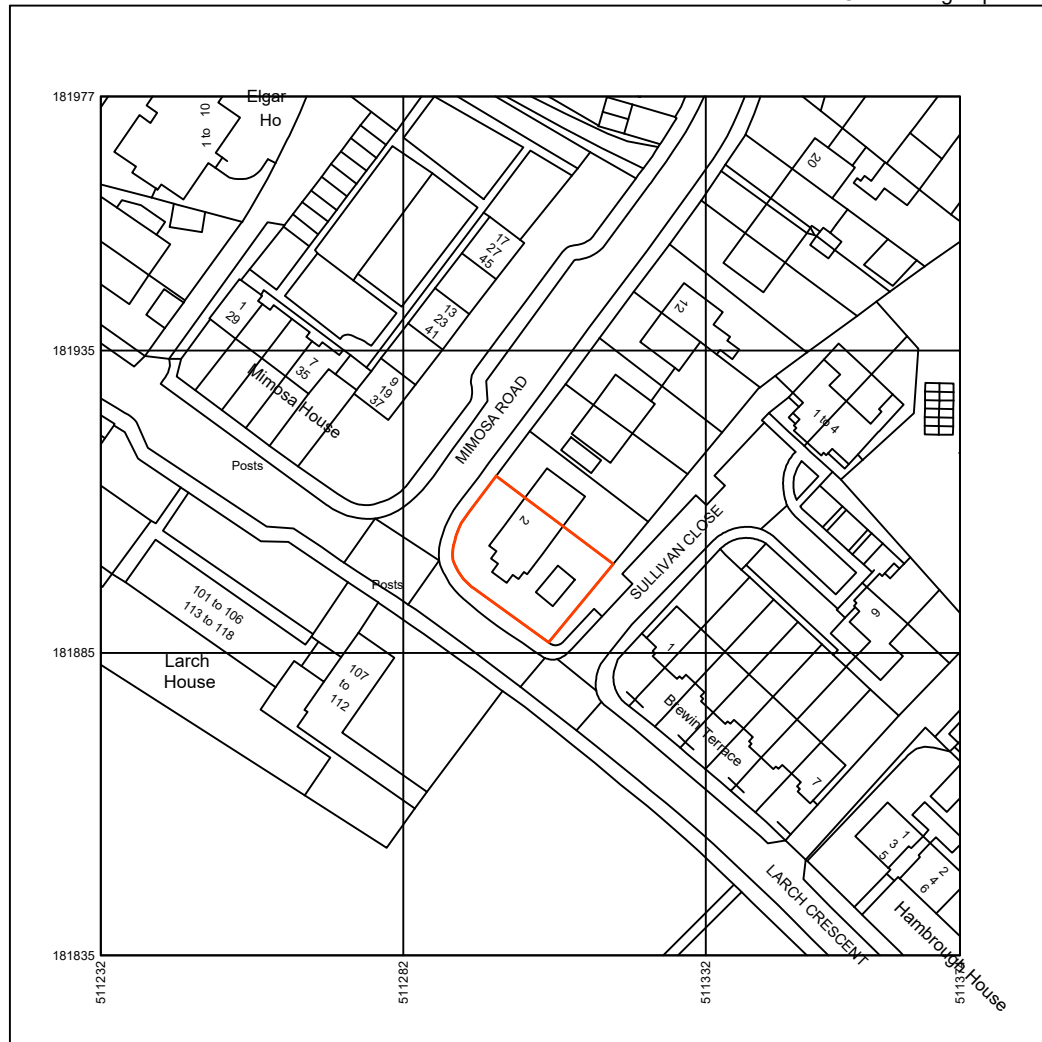 181977
Elgar
Ho
1 to 10
20
17
27
45
12
1
29
13
23
41
181935
7
35
9
19
37
Mimosa House
MIMOSA ROAD
1 to 4
Posts
2
SULLIVAN CLOSE
Posts
101 to 106
113 to 118
9
1
181885
Larch
House
107
to
112
Brewin Terrace
7
1
3
5
2
4
6
LARCH CRESCENT
Hambrough House
181835
511232
511282
511332